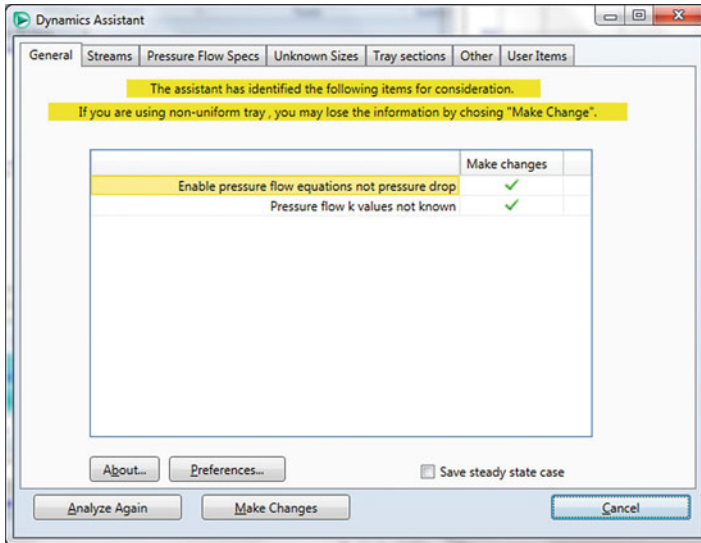 Dynamics Assistant
General Streams Pressure Flow Specs Unknown Sizes Tray sections Other User Items
The assistant has identified the following items for consideration.
If you are using non-uniform tray , you may lose the information by chosing "Make Change".
Make changes
Enable pressure flow equations not pressure drop
Pressure flow k values not known
About... Preferences... Save steady state case
Analyze Again Make Changes Cancel